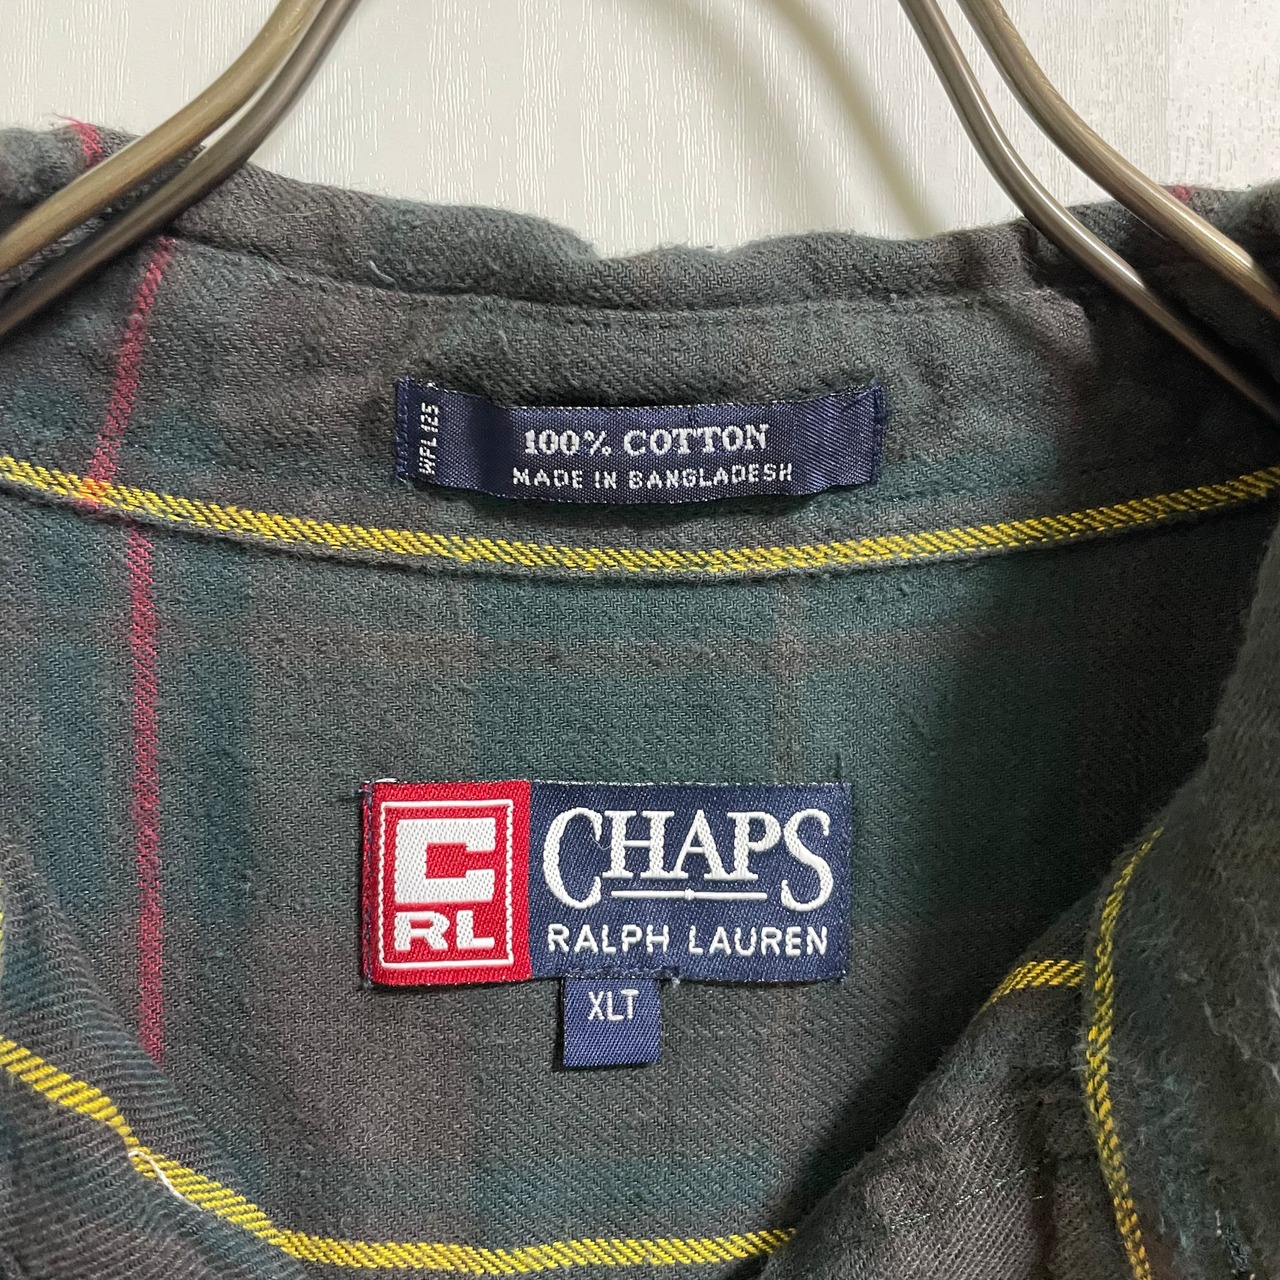 WPL 125
100% COTTON
MADE IN BANGLADESH
C
RL
CHAPS
RALPH LAUREN
XLT